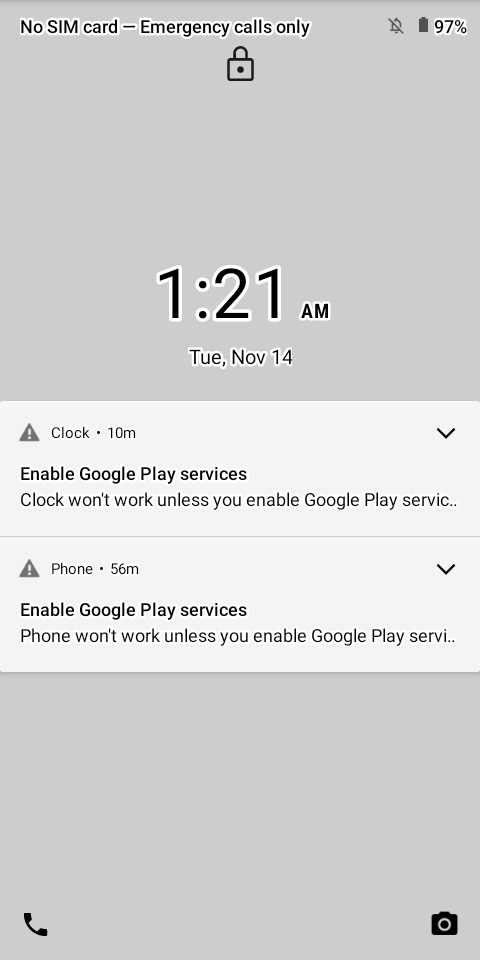 No SIM card — Emergency calls only 97%
1:21 AM
Tue, Nov 14
Clock • 10m
Enable Google Play services
Clock won't work unless you enable Google Play servic..
Phone • 56m
Enable Google Play services
Phone won't work unless you enable Google Play servi..